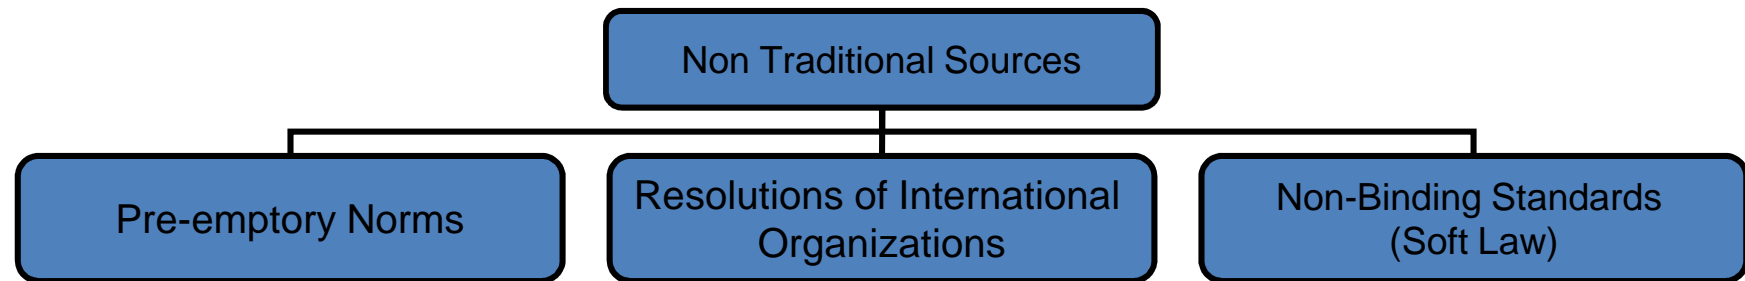 Non Traditional Sources
Pre-emptory Norms
Resolutions of International
Organizations
Non-Binding Standards
(Soft Law)